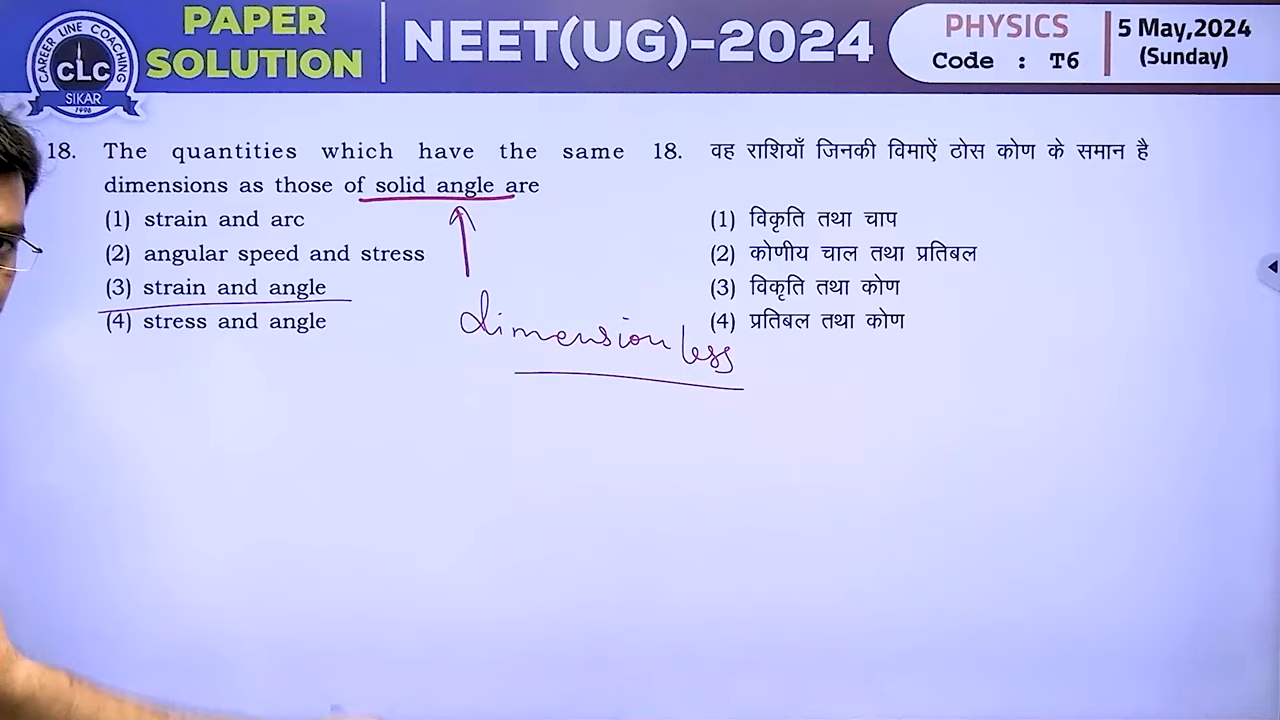 PAPER
SOLUTION
CAREER LINE COACHING
CLC
SIKAR
1996
NEET(UG)-2024
PHYSICS
Code : T6
5 May,2024
(Sunday)
18. The quantities which have the same
dimensions as those of solid angle are
(1) strain and arc
(2) angular speed and stress
(3) strain and angle
(4) stress and angle
dimensionless
18. वह राशियाँ जिनकी विमाऐं ठोस कोण के समान है
(1) विकृति तथा चाप
(2) कोणीय चाल तथा प्रतिबल
(3) विकृति तथा कोण
(4) प्रतिबल तथा कोण